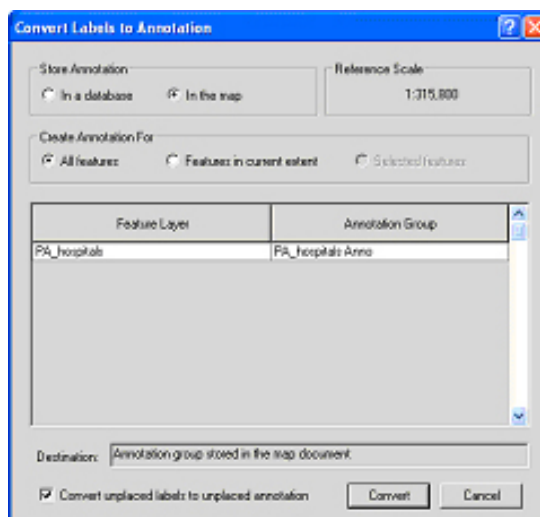 Convert Labels to Annotation
Store Annotation
In a database In the map
Reference Scale
1:315,800
Create Annotation For
All features Features in current extent Selected features
Feature Layer Annotation Group
PA_hospitals PA_hospitals Anno
Destination: Annotation group stored in the map document
Convert unplaced labels to unplaced annotation Convert Cancel